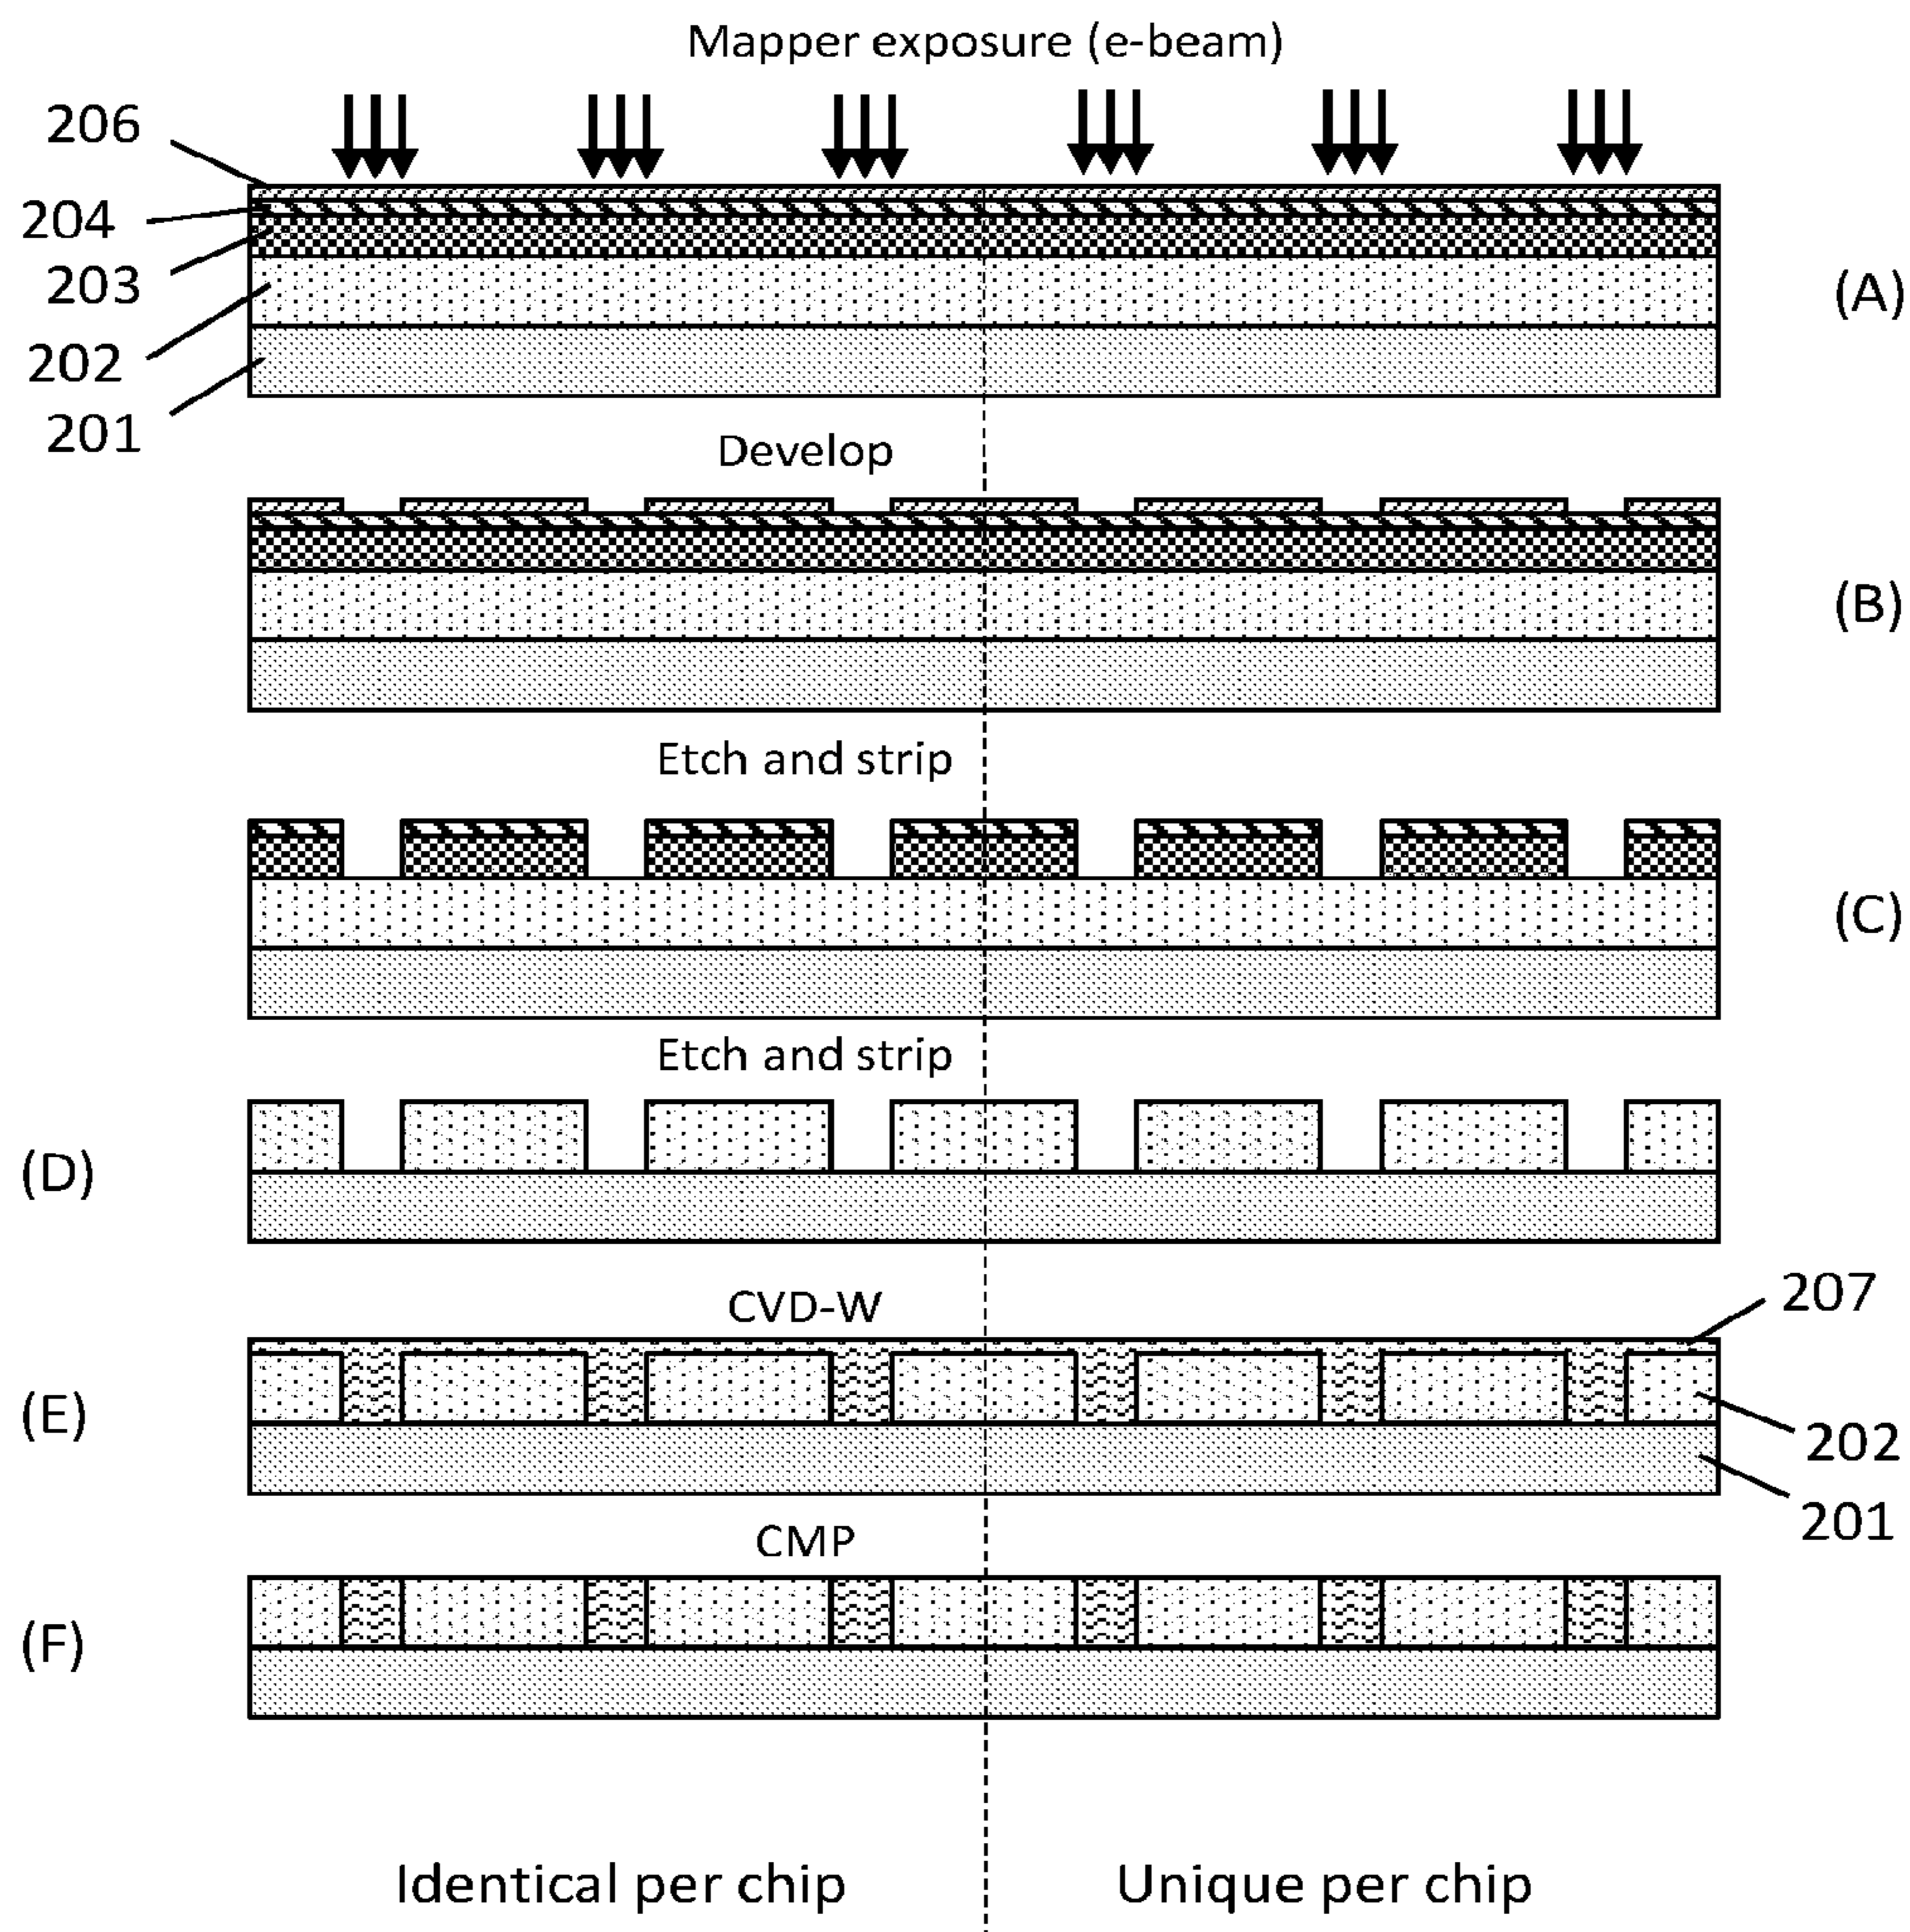 Mapper exposure (e-beam)
206
204
203
202
201
(A)
Develop
(B)
Etch and strip
(C)
Etch and strip
(D)
CVD-W
207
(E)
202
201
CMP
(F)
Identical per chip
Unique per chip